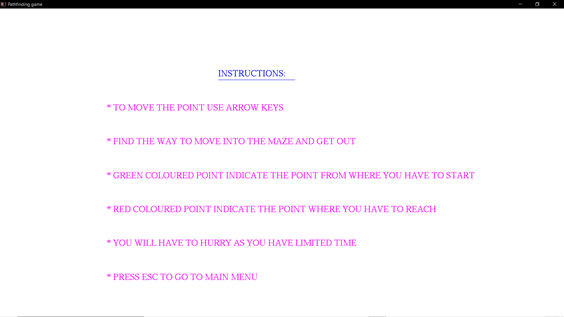 Pathfinding game
INSTRUCTIONS:
* TO MOVE THE POINT USE ARROW KEYS
* FIND THE WAY TO MOVE INTO THE MAZE AND GET OUT
* GREEN COLOURED POINT INDICATE THE POINT FROM WHERE YOU HAVE TO START
* RED COLOURED POINT INDICATE THE POINT WHERE YOU HAVE TO REACH
* YOU WILL HAVE TO HURRY AS YOU HAVE LIMITED TIME
* PRESS ESC TO GO TO MAIN MENU